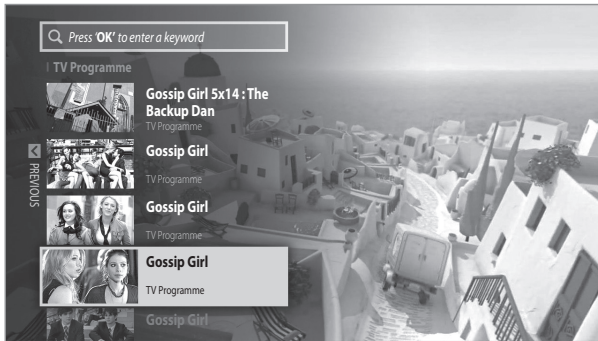 Press 'OK' to enter a keyword
TV Programme
Gossip Girl 5x14 : The
Backup Dan
TV Programme
Gossip Girl
TV Programme
PREVIOUS
Gossip Girl
TV Programme
Gossip Girl
TV Programme
Gossip Girl